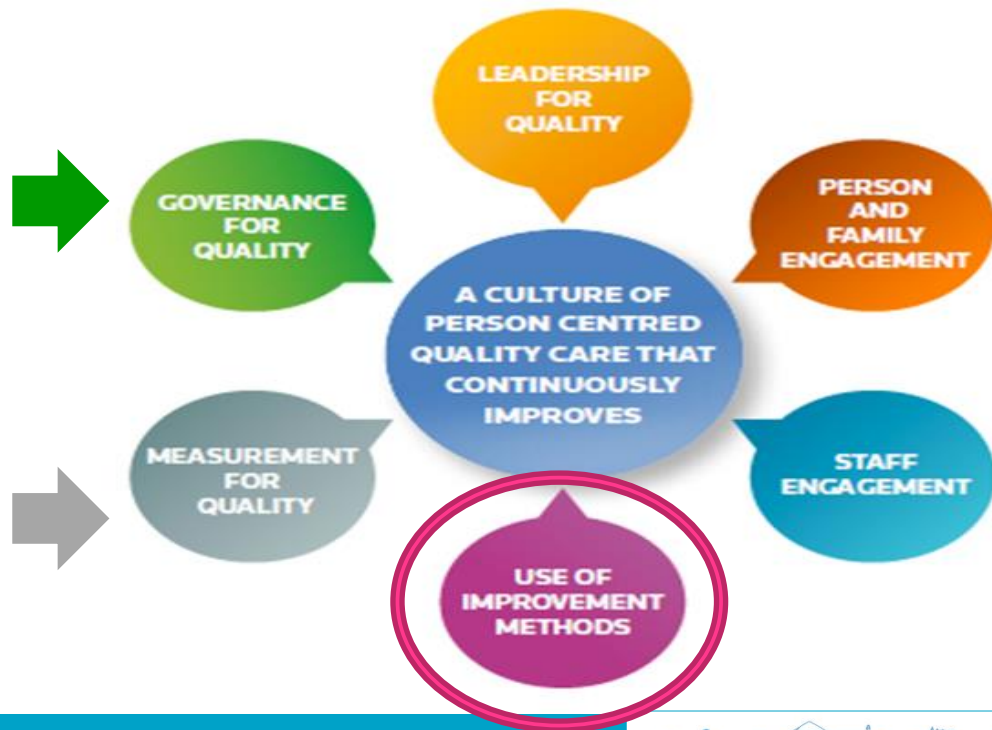 LEADERSHIP
FOR
QUALITY
GOVERNANCE
FOR
QUALITY
PERSON
AND
FAMILY
ENGAGEMENT
A CULTURE OF
PERSON CENTRED
QUALITY CARE THAT
CONTINUOUSLY
IMPROVES
MEASUREMENT
FOR
QUALITY
STAFF
ENGAGEMENT
USE OF
IMPROVEMENT
METHODS